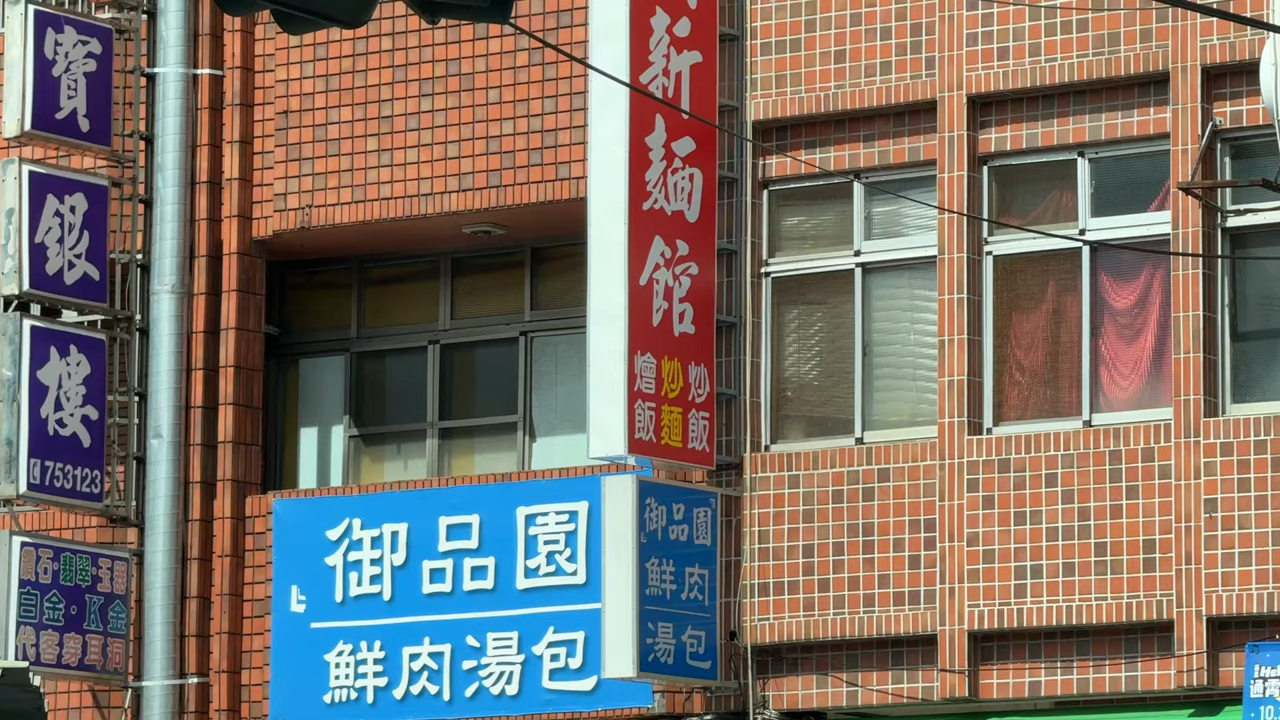 寶
銀
樓
753123
鑽石·翡翠·玉器
白金·K金
代客穿耳洞
新麵館
燴飯
炒麵
炒飯
御品園
鮮肉湯包
御品園
鮮肉
湯包